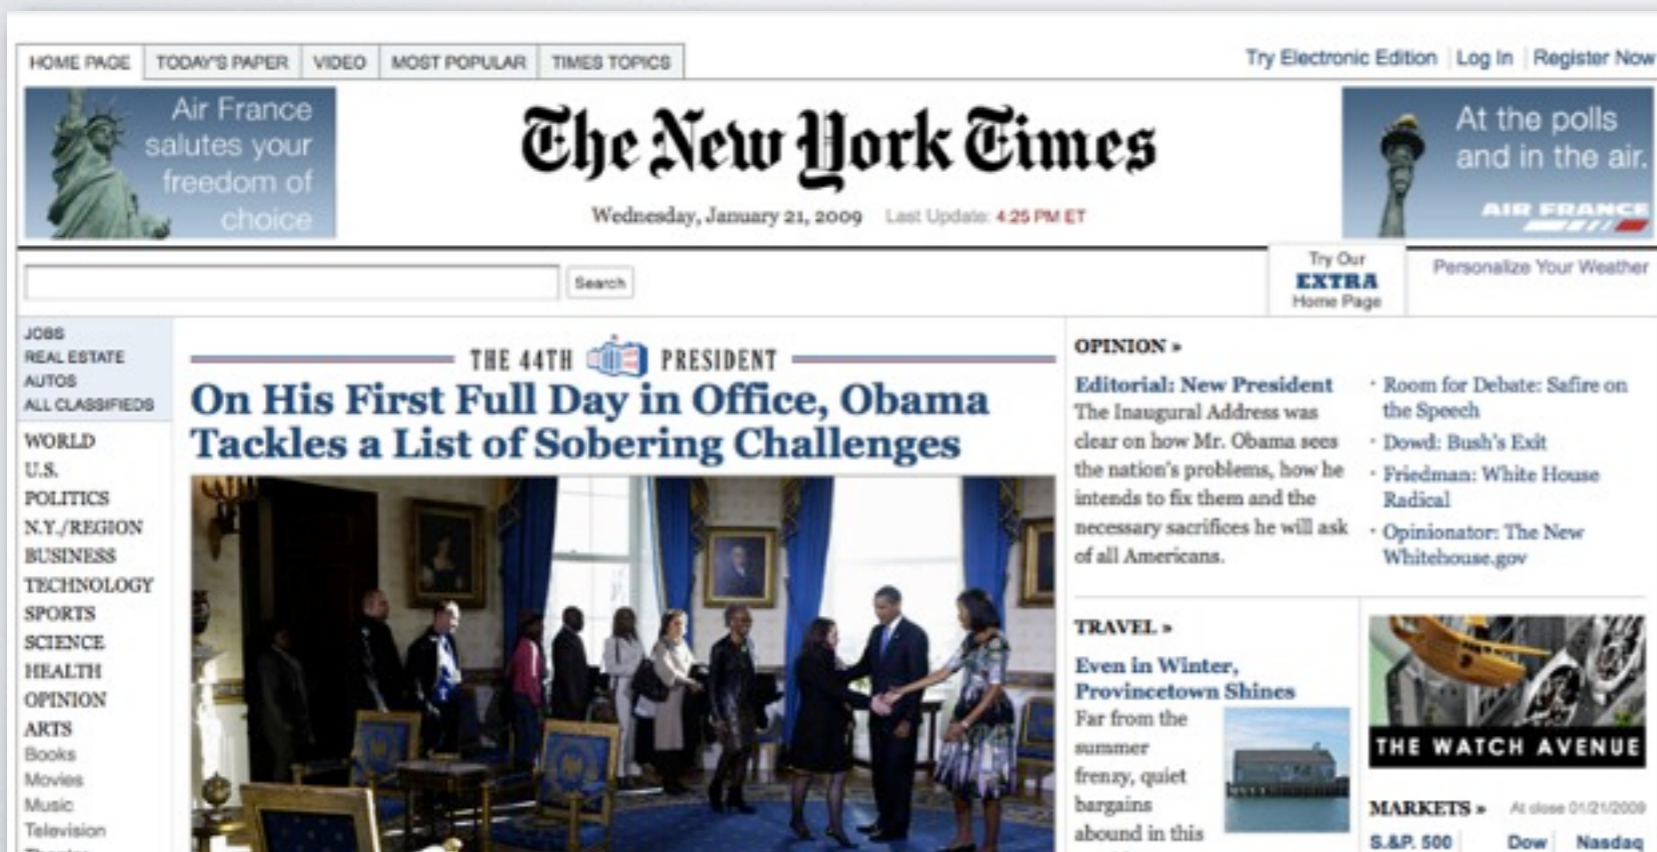 HOME PAGE
TODAY'S PAPER
VIDEO
MOST POPULAR
TIMES TOPICS
Try Electronic Edition
Log In
Register Now
Air France
salutes your
freedom of
choice
The New York Times
Wednesday, January 21, 2009 Last Update: 4:25 PM ET
At the polls
and in the air.
AIR FRANCE
Search
Try Our
EXTRA
Home Page
Personalize Your Weather
JOBS
REAL ESTATE
AUTOS
ALL CLASSIFIEDS
WORLD
U.S.
POLITICS
N.Y./REGION
BUSINESS
TECHNOLOGY
SPORTS
SCIENCE
HEALTH
OPINION
ARTS
Books
Movies
Music
Television
THE 44TH PRESIDENT
On His First Full Day in Office, Obama
Tackles a List of Sobering Challenges
OPINION »
Editorial: New President
The Inaugural Address was
clear on how Mr. Obama sees
the nation's problems, how he
intends to fix them and the
necessary sacrifices he will ask
of all Americans.
• Room for Debate: Safire on
the Speech
• Dowd: Bush's Exit
• Friedman: White House
Radical
• Opinionator: The New
Whitehouse.gov
TRAVEL »
Even in Winter,
Provincetown Shines
Far from the
summer
frenzy, quiet
bargains
abound in this
THE WATCH AVENUE
MARKETS » At close 01/21/2009
S.&P. 500 Dow Nasdaq